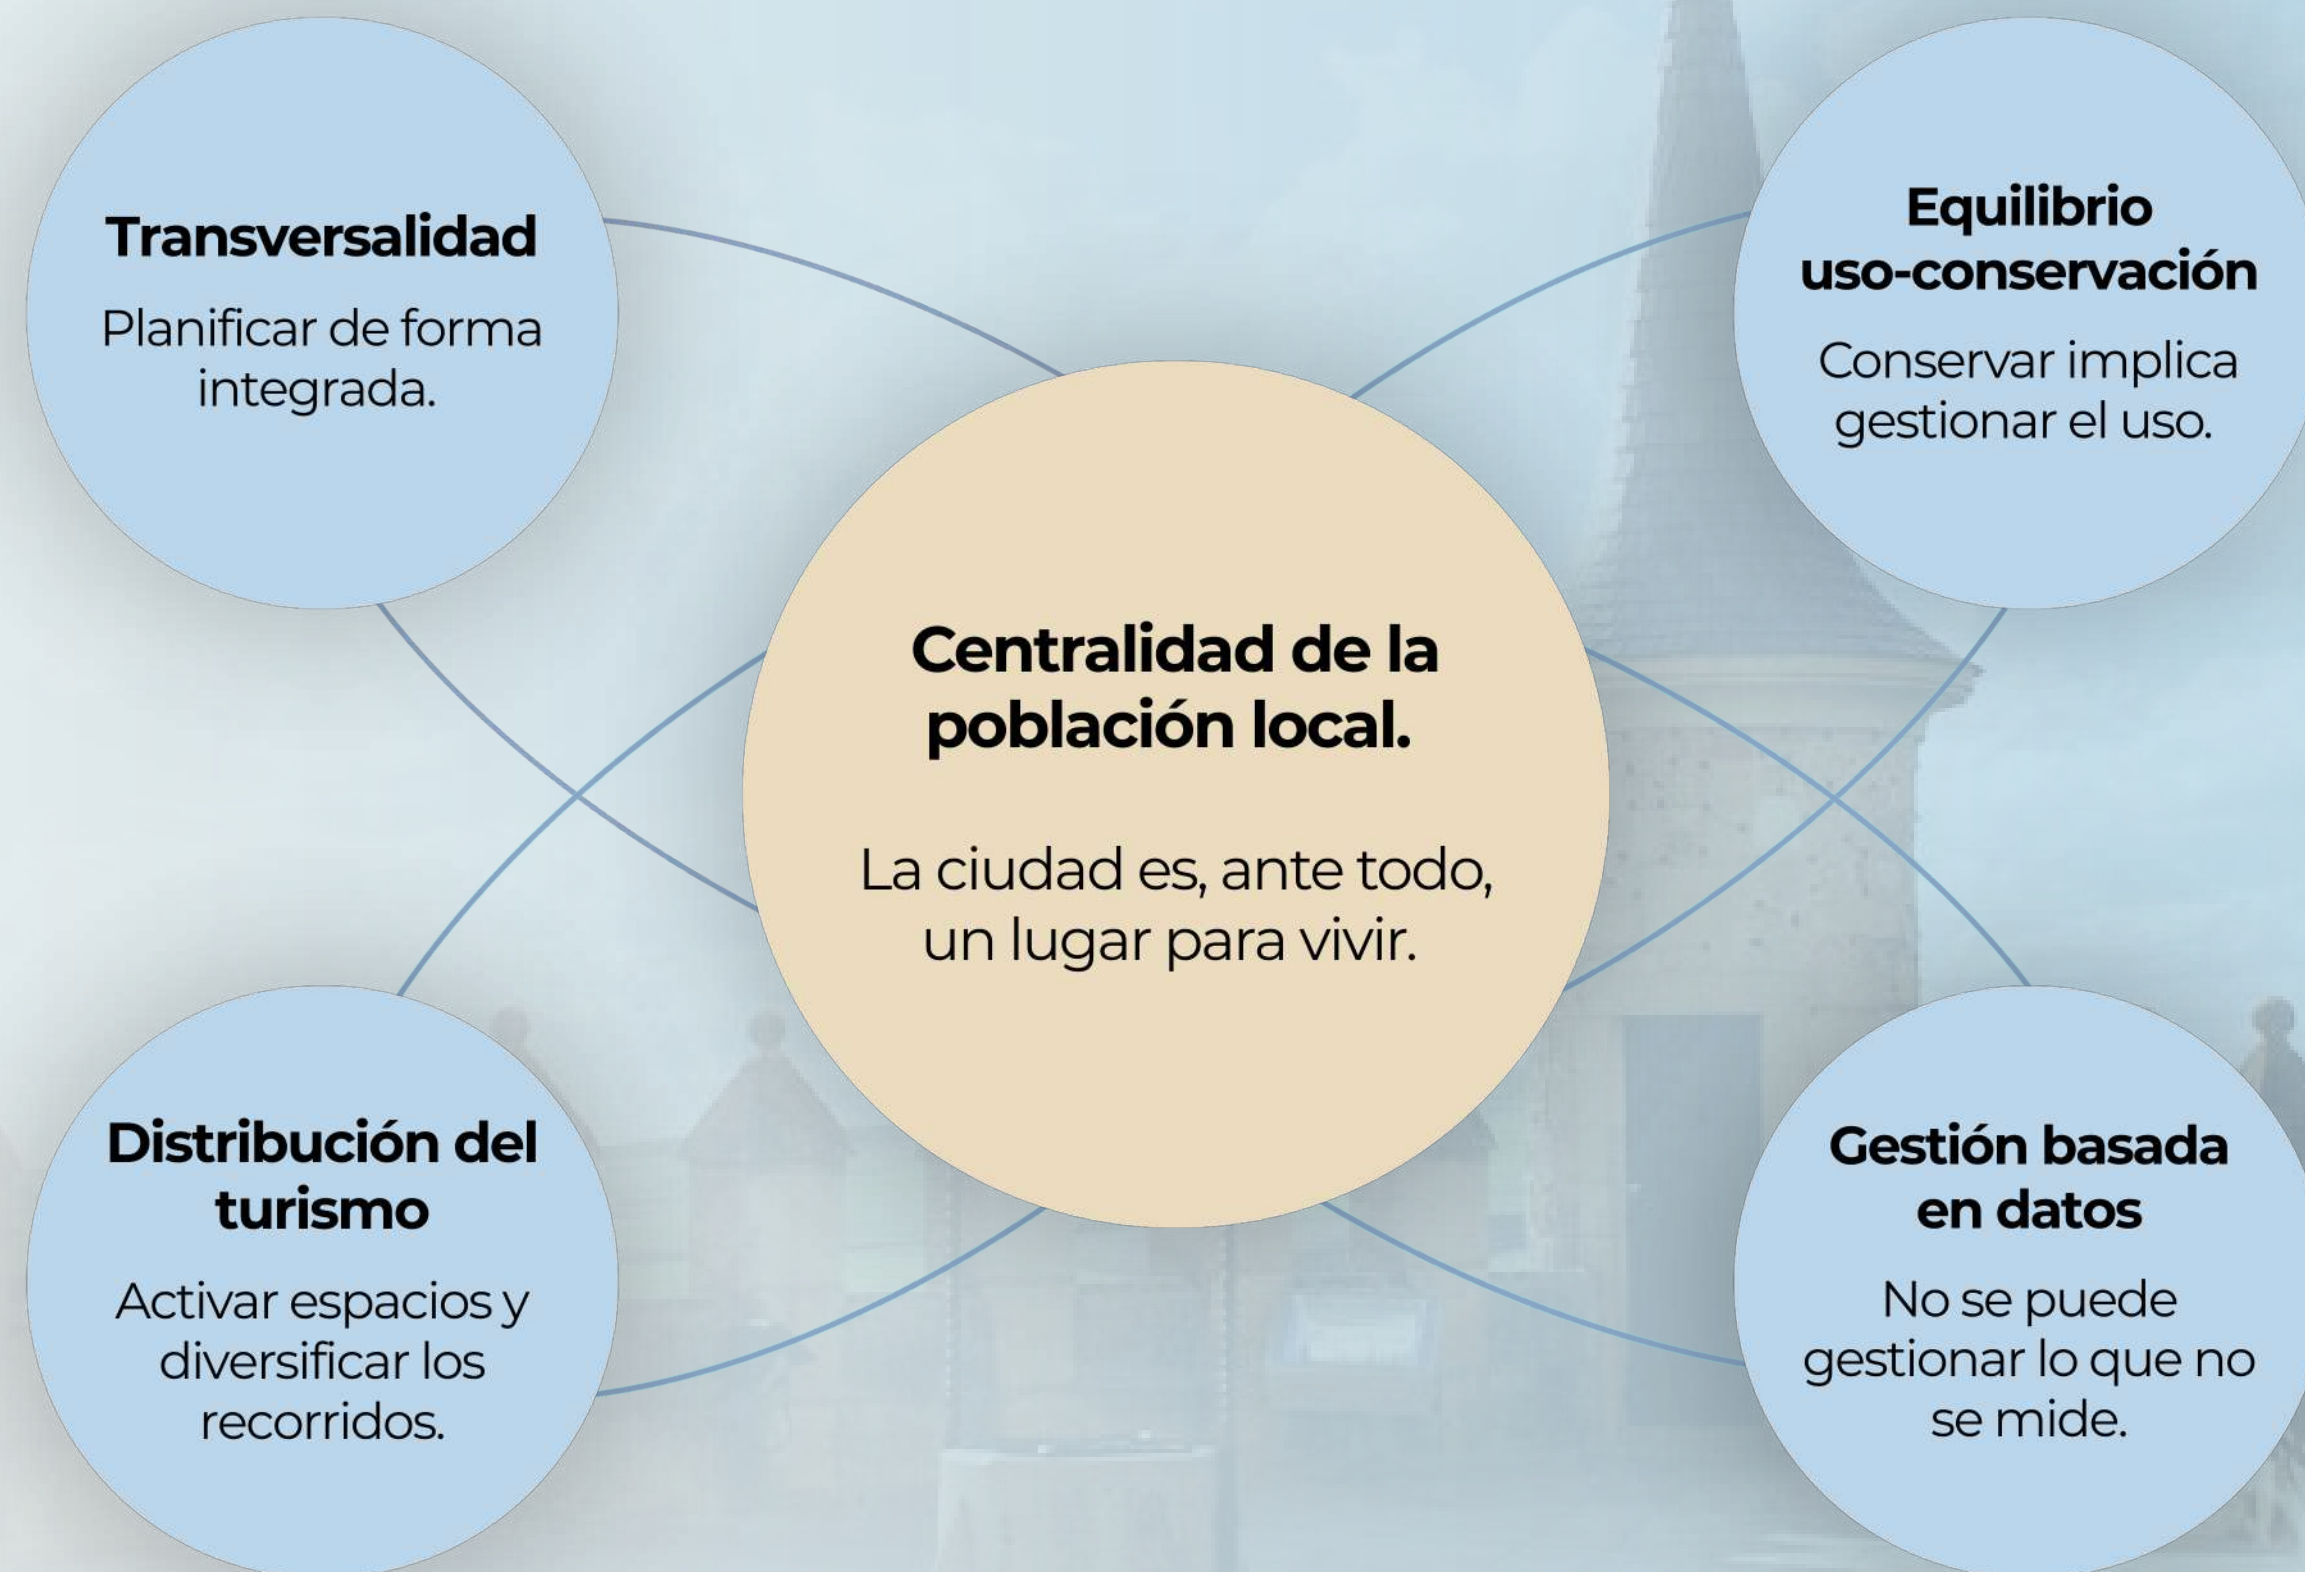 Transversalidad
Planificar de forma
integrada.
Equilibrio
uso-conservación
Conservar implica
gestionar el uso.
Centralidad de la
población local.
La ciudad es, ante todo,
un lugar para vivir.
Distribución del
turismo
Activar espacios y
diversificar los
recorridos.
Gestión basada
en datos
No se puede
gestionar lo que no
se mide.